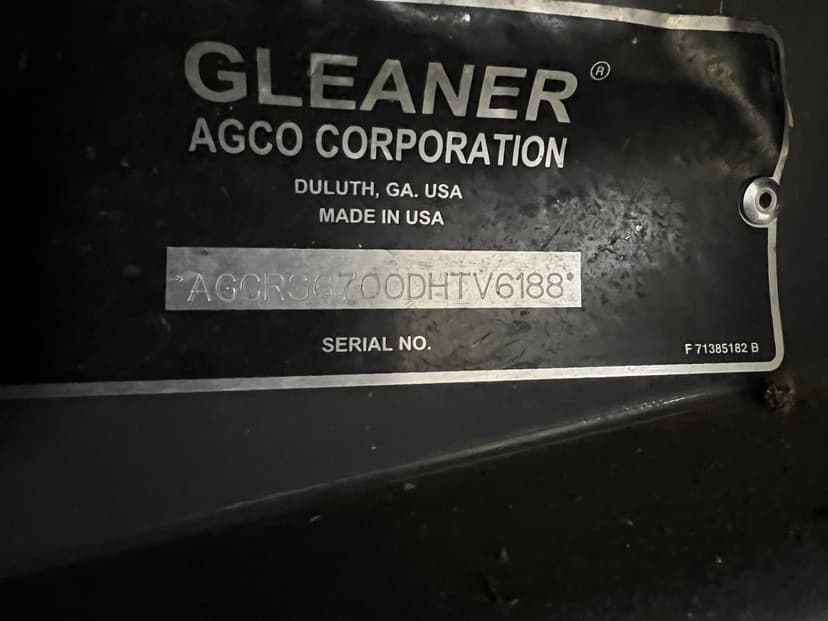 GLEANER®
AGCO CORPORATION
DULUTH, GA. USA
MADE IN USA
*AGCRS6700DHTV6188*
SERIAL NO.
F 71385182 B